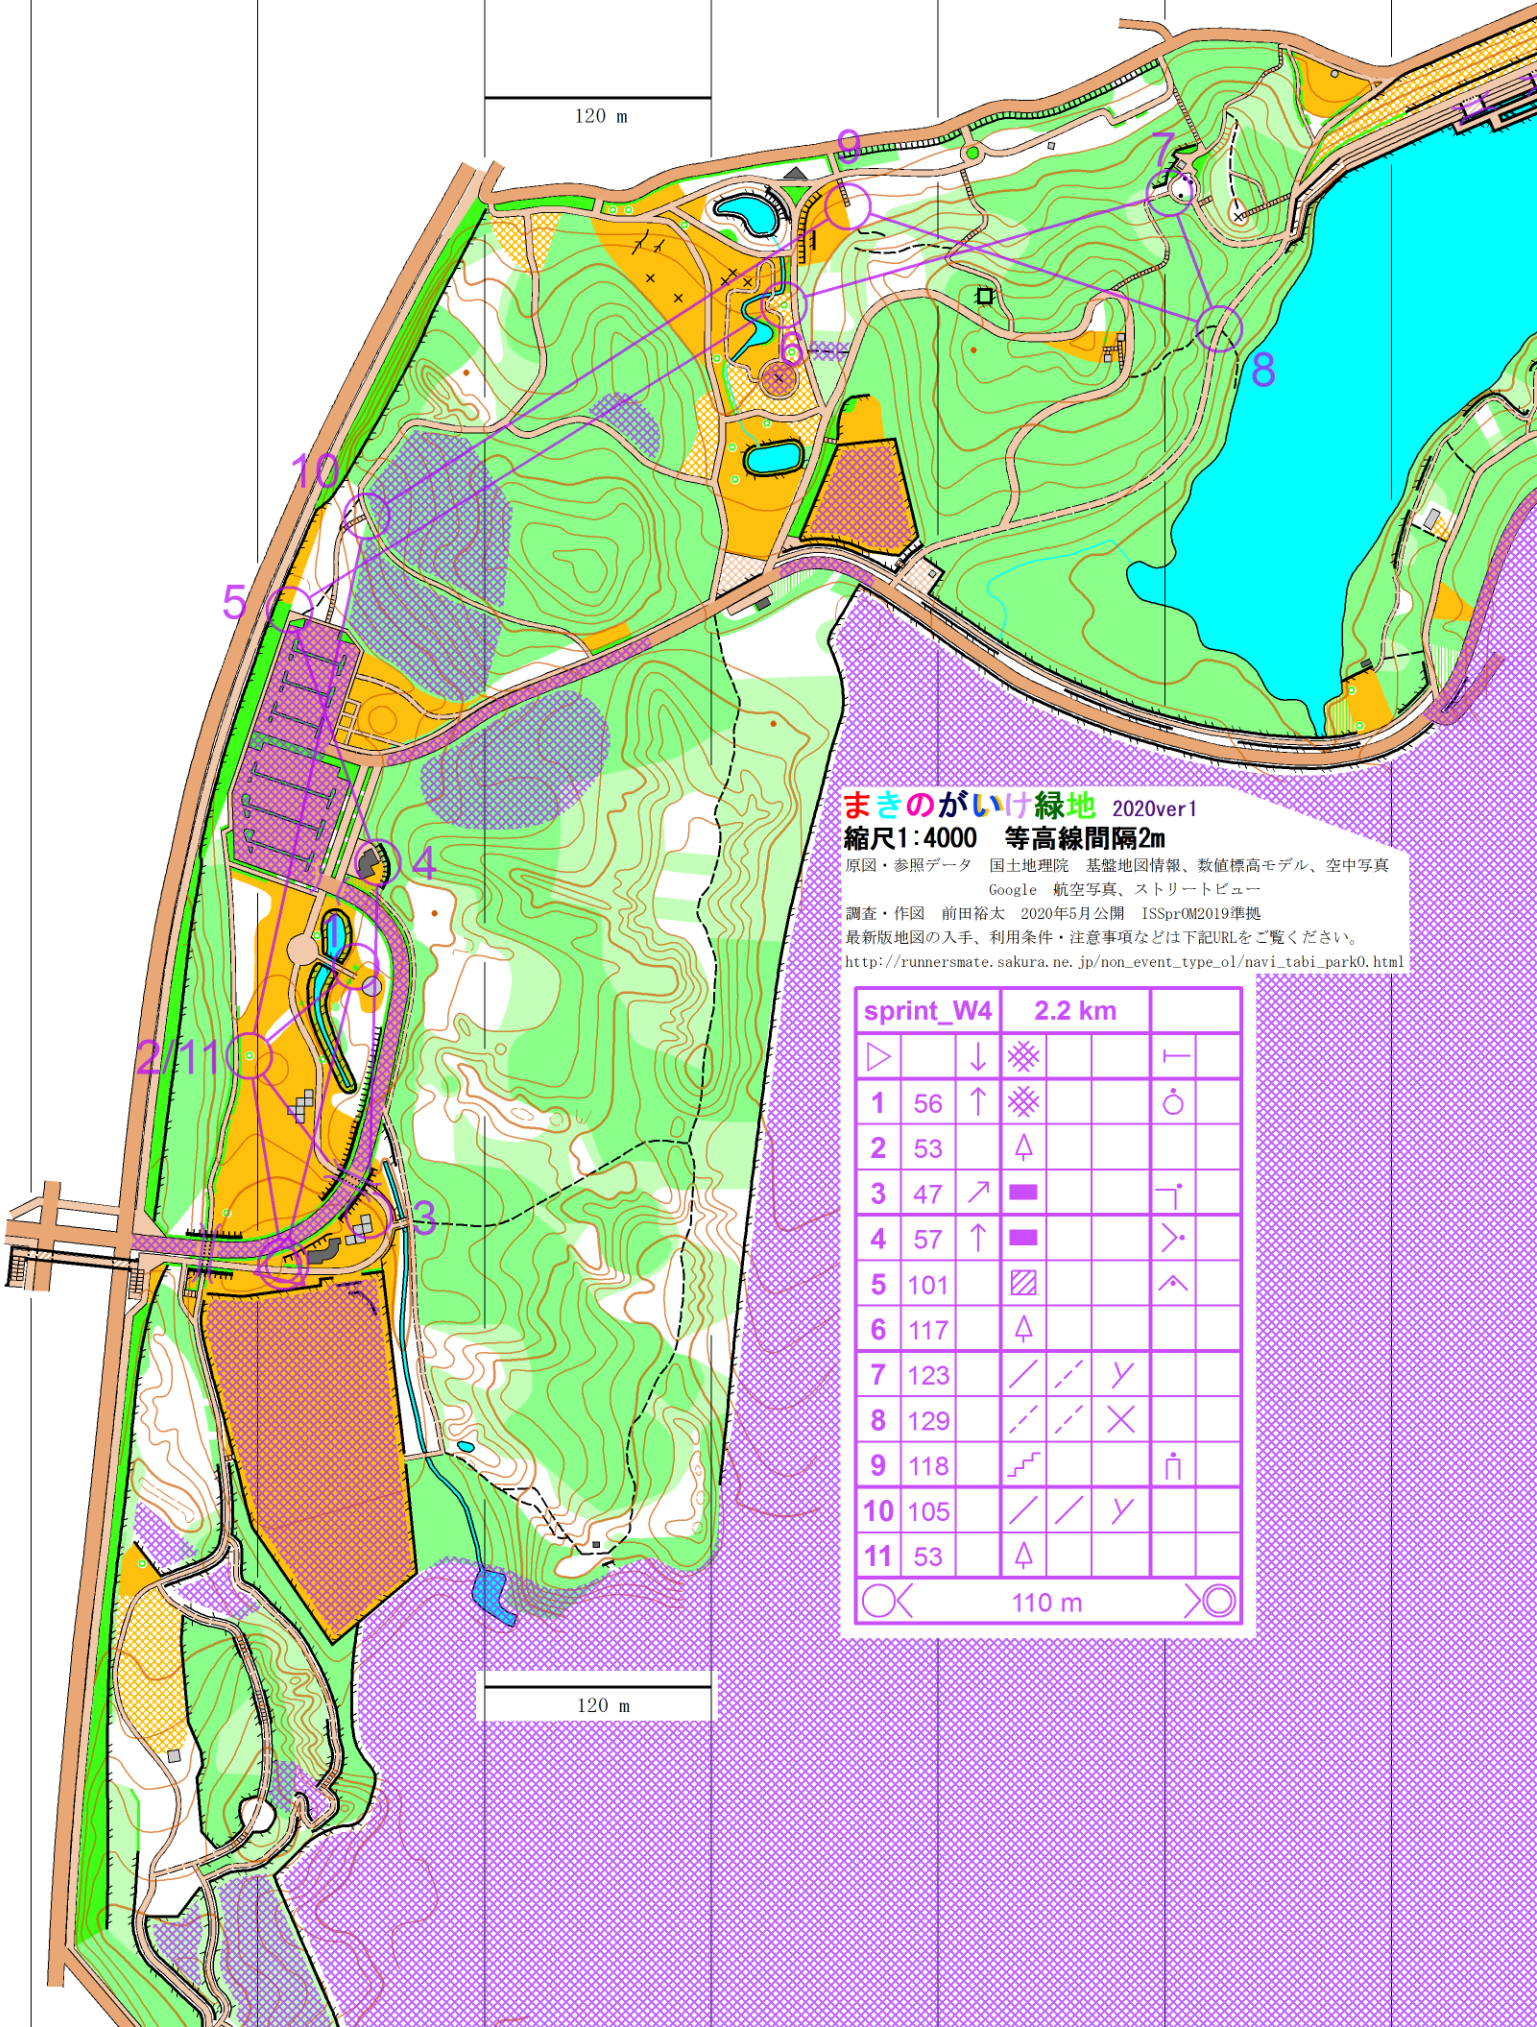 120 m
9
7
6
8
10
5
4
1
2/11
3
まきのがいけ緑地 2020ver1
縮尺1:4000 等高線間隔2m
原図・参照データ 国土地理院 基盤地図情報、数値標高モデル、空中写真
Google 航空写真、ストリートビュー
調査・作図 前田裕太 2020年5月公開 ISSprOM2019準拠
最新版地図の入手、利用条件・注意事項などは下記URLをご覧ください。
http://runnersmate.sakura.ne.jp/non_event_type_ol/navi_tabi_parkO.html
sprint_W4 2.2 km
1 56
2 53
3 47
4 57
5 101
6 117
7 123
8 129
9 118
10 105
11 53
110 m
120 m